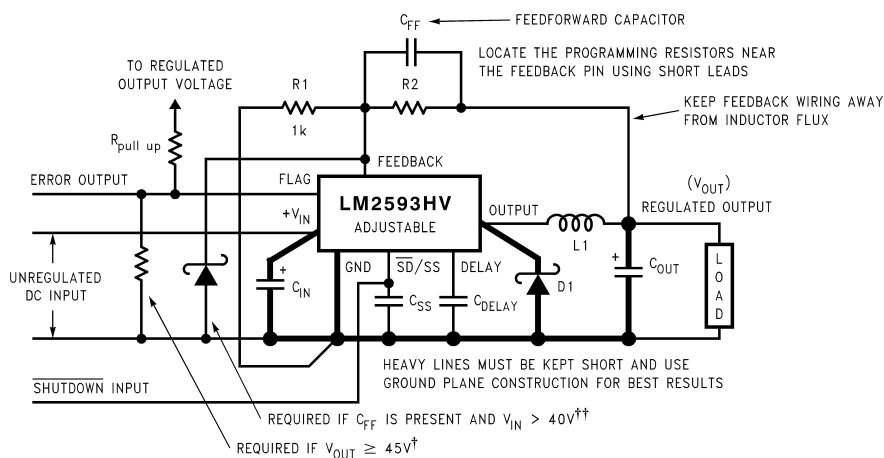 C_FF
FEEDFORWARD CAPACITOR
LOCATE THE PROGRAMMING RESISTORS NEAR
THE FEEDBACK PIN USING SHORT LEADS
TO REGULATED
OUTPUT VOLTAGE
R1
R2
1k
KEEP FEEDBACK WIRING AWAY
FROM INDUCTOR FLUX
R_pull up
FEEDBACK
ERROR OUTPUT
FLAG
LM2593HV
ADJUSTABLE
+V_IN
OUTPUT
L1
(V_OUT)
REGULATED OUTPUT
UNREGULATED
DC INPUT
+
C_IN
GND
S̅D̅/SS
DELAY
C_SS
C_DELAY
D1
+
C_OUT
LOAD
HEAVY LINES MUST BE KEPT SHORT AND USE
GROUND PLANE CONSTRUCTION FOR BEST RESULTS
S̅H̅U̅T̅D̅O̅W̅N̅ INPUT
REQUIRED IF C_FF IS PRESENT AND V_IN > 40V††
REQUIRED IF V_OUT ≥ 45V†